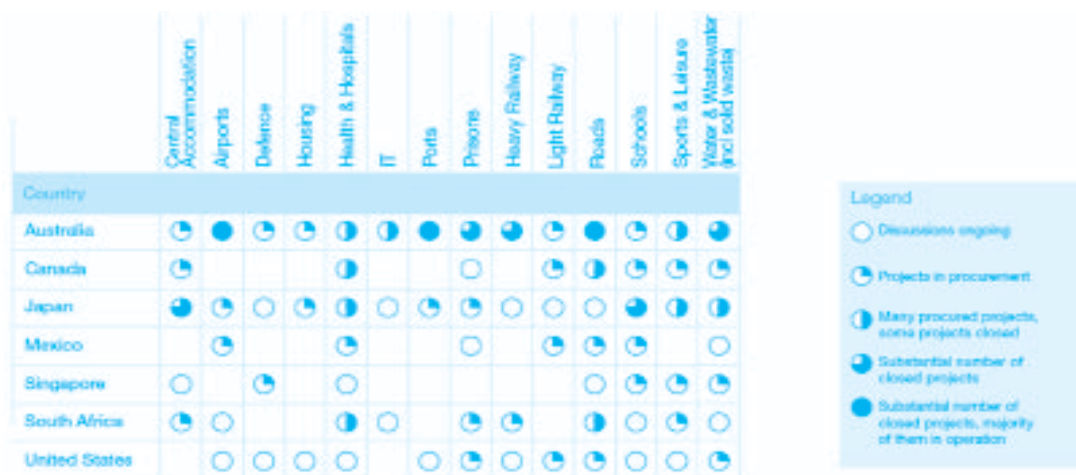 Central
Accommodation
Airports
Defence
Housing
Health & Hospitals
IT
Ports
Prisons
Heavy Railway
Light Railway
Roads
Schools
Sports & Leisure
Water & Wastewater
(incl solid waste)
Country
Australia
Canada
Japan
Mexico
Singapore
South Africa
United States
Legend
Discussions ongoing
Projects in procurement
Many procured projects,
some projects closed
Substantial number of
closed projects
Substantial number of
closed projects, majority
of them in operation